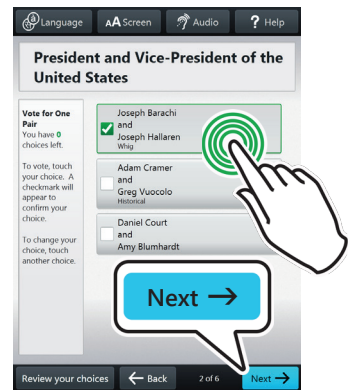 Language AA Screen Audio ? Help
President and Vice-President of the
United States
Vote for One
Pair
You have 0
choices left.
To vote, touch
your choice. A
checkmark will
appear to
confirm your
choice.
To change your
choice, touch
another choice.
Joseph Barachi
and
Joseph Hallaren
Whig
Adam Cramer
and
Greg Vuocolo
Historical
Daniel Court
and
Amy Blumhardt
Next →
Review your choices ← Back 2 of 6 Next →